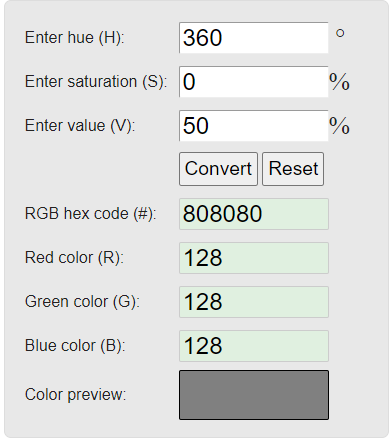 Enter hue (H): 360 °
Enter saturation (S): 0 %
Enter value (V): 50 %
Convert Reset
RGB hex code (#): 808080
Red color (R): 128
Green color (G): 128
Blue color (B): 128
Color preview: